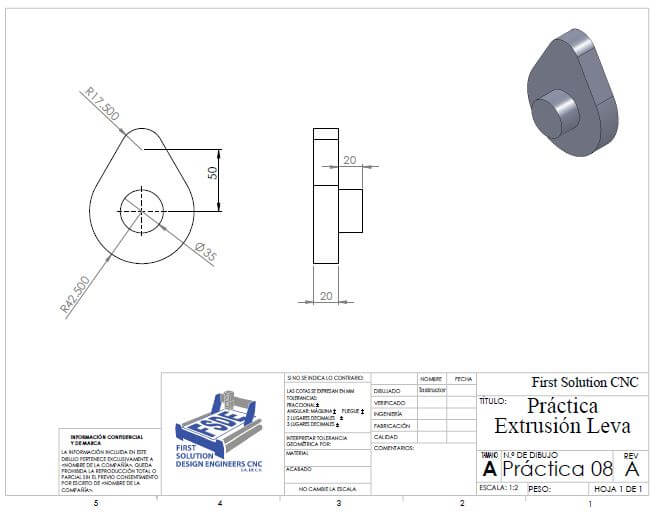 R17,500
50
Ø35
R42,500
20
20
FSDE
FIRST
SOLUTION
DESIGN ENGINEERS CNC
S.A. DE C.V.
INFORMACIÓN CONFIDENCIAL
Y DE MARCA
LA INFORMACIÓN INCLUIDA EN ESTE
DIBUJO PERTENECE EXCLUSIVAMENTE A
<NOMBRE DE LA COMPAÑÍA>. QUEDA
PROHIBIDA LA REPRODUCCIÓN TOTAL O
PARCIAL SIN EL PREVIO CONSENTIMIENTO
POR ESCRITO DE <NOMBRE DE LA
COMPAÑÍA>.
SI NO SE INDICA LO CONTRARIO:
LAS COTAS SE EXPRESAN EN MM
TOLERANCIAS:
FRACCIONAL ±
ANGULAR: MÁQUINA ± PLIEGUE ±
2 LUGARES DECIMALES ±
3 LUGARES DECIMALES ±
INTERPRETAR TOLERANCIA
GEOMÉTRICA POR:
MATERIAL
ACABADO
NO CAMBIE LA ESCALA
NOMBRE FECHA
DIBUJADO Instructor
VERIFICADO
INGENIERÍA
FABRICACIÓN
CALIDAD
COMENTARIOS:
First Solution CNC
TÍTULO:
Práctica
Extrusión Leva
TAMAÑO N.º DE DIBUJO REV
A Práctica 08 A
ESCALA: 1:2 PESO: HOJA 1 DE 1
5 4 3 2 1